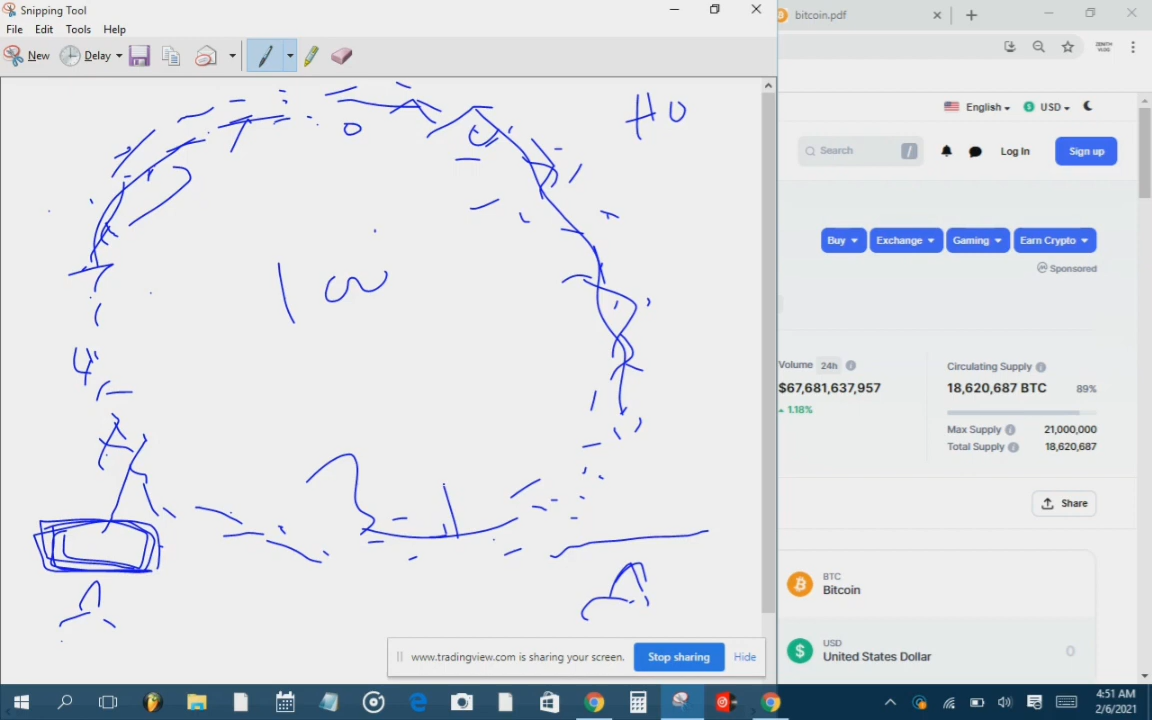 Snipping Tool
bitcoin.pdf
File Edit Tools Help
New Delay
ZENITH VLOG
English USD
Search / Log In Sign up
Buy Exchange Gaming Earn Crypto
Sponsored
100
Volume 24h
$67,681,637,957
1.18%
Circulating Supply
18,620,687 BTC 89%
Max Supply 21,000,000
Total Supply 18,620,687
Share
BTC
Bitcoin
USD
United States Dollar 0
www.tradingview.com is sharing your screen. Stop sharing Hide
4:51 AM
2/6/2021